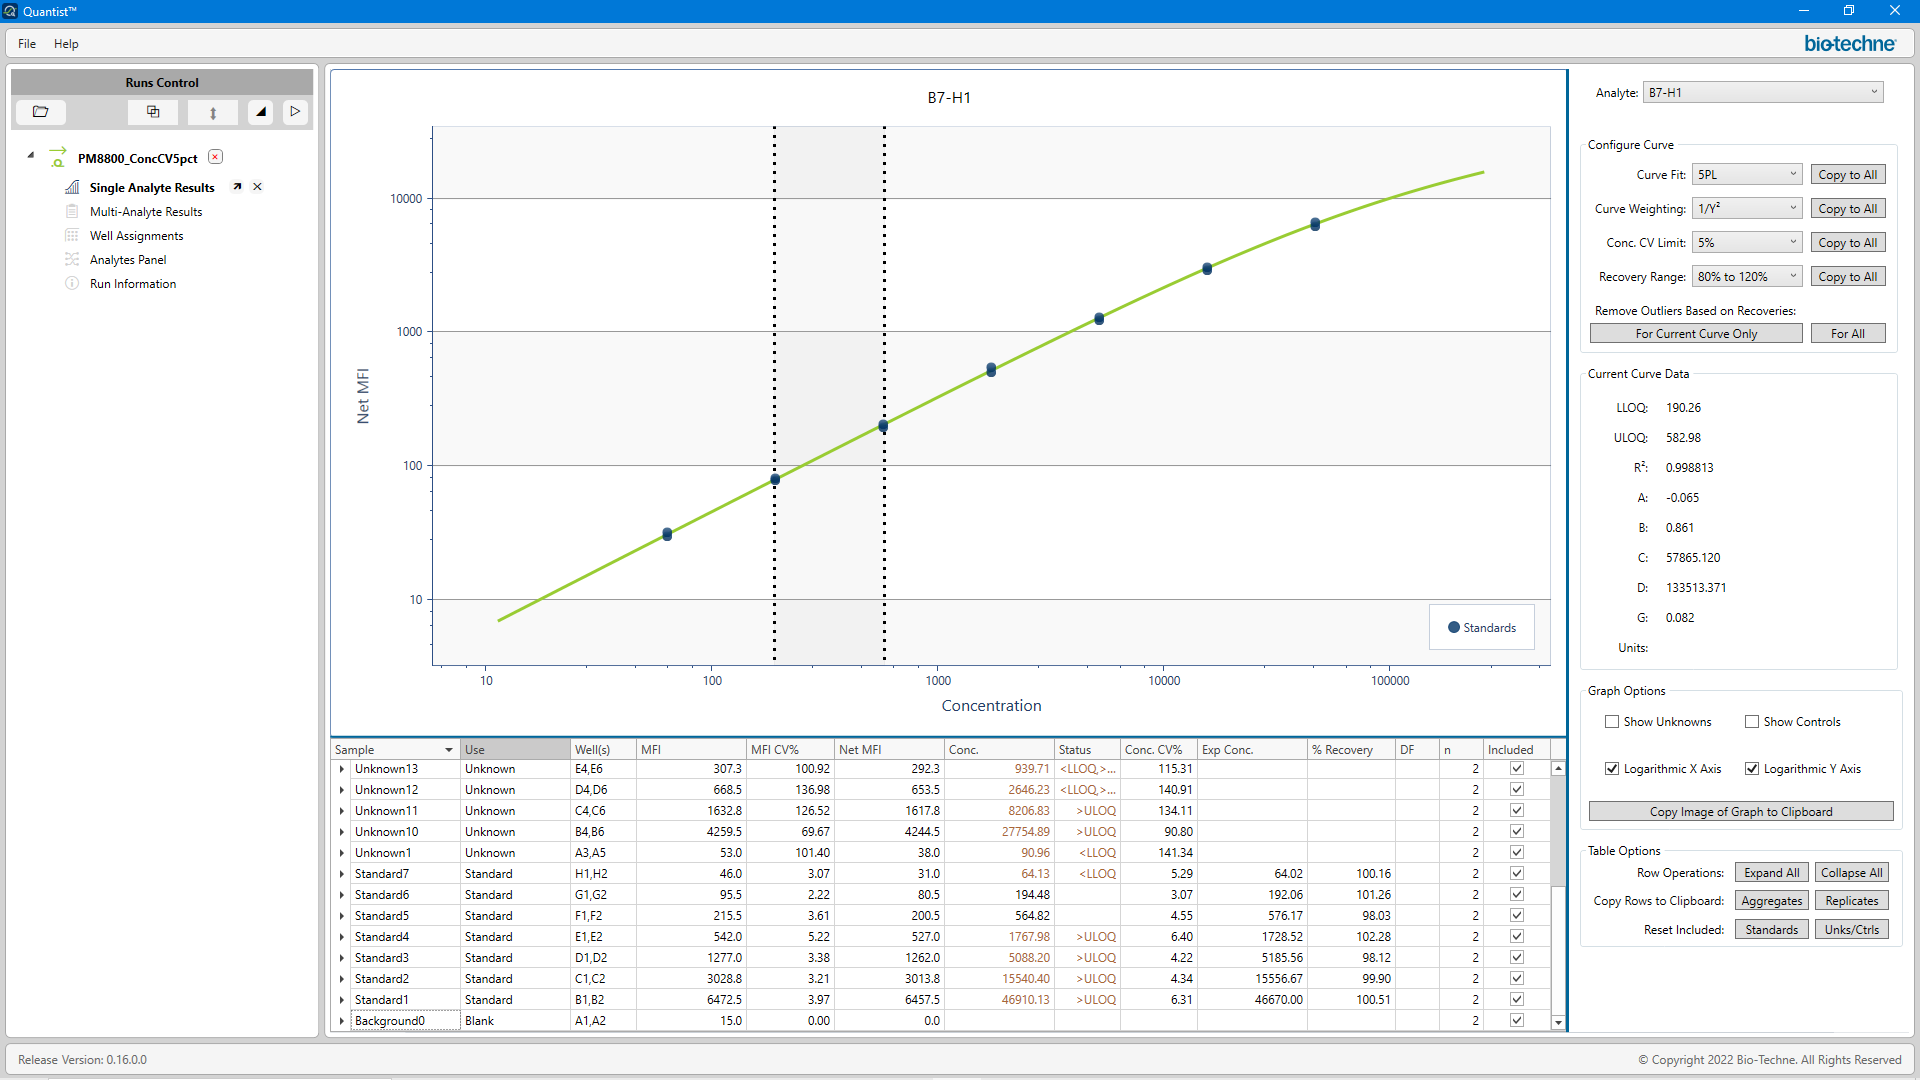 Quantist™
File Help
bio-techne
Runs Control
PM8800_ConcCV5pct
Single Analyte Results
Multi-Analyte Results
Well Assignments
Analytes Panel
Run Information
B7-H1
Net MFI
10000
1000
100
10
10 100 1000 10000 100000
Concentration
Standards
Sample Use Well(s) MFI MFI CV% Net MFI Conc. Status Conc. CV% Exp Conc. % Recovery DF n Included
Unknown13 Unknown E4,E6 307.3 100.92 292.3 939.71 <LLOQ,>... 115.31 2
Unknown12 Unknown D4,D6 668.5 136.98 653.5 2646.23 <LLOQ,>... 140.91 2
Unknown11 Unknown C4,C6 1632.8 126.52 1617.8 8206.83 >ULOQ 134.11 2
Unknown10 Unknown B4,B6 4259.5 69.67 4244.5 27754.89 >ULOQ 90.80 2
Unknown1 Unknown A3,A5 53.0 101.40 38.0 90.96 <LLOQ 141.34 2
Standard7 Standard H1,H2 46.0 3.07 31.0 64.13 <LLOQ 5.29 64.02 100.16 2
Standard6 Standard G1,G2 95.5 2.22 80.5 194.48 3.07 192.06 101.26 2
Standard5 Standard F1,F2 215.5 3.61 200.5 564.82 4.55 576.17 98.03 2
Standard4 Standard E1,E2 542.0 5.22 527.0 1767.98 >ULOQ 6.40 1728.52 102.28 2
Standard3 Standard D1,D2 1277.0 3.38 1262.0 5088.20 >ULOQ 4.22 5185.56 98.12 2
Standard2 Standard C1,C2 3028.8 3.21 3013.8 15540.40 >ULOQ 4.34 15556.67 99.90 2
Standard1 Standard B1,B2 6472.5 3.97 6457.5 46910.13 >ULOQ 6.31 46670.00 100.51 2
Background0 Blank A1,A2 15.0 0.00 0.0 2
Analyte: B7-H1
Configure Curve
Curve Fit: 5PL Copy to All
Curve Weighting: 1/Y² Copy to All
Conc. CV Limit: 5% Copy to All
Recovery Range: 80% to 120% Copy to All
Remove Outliers Based on Recoveries:
For Current Curve Only For All
Current Curve Data
LLOQ: 190.26
ULOQ: 582.98
R²: 0.998813
A: -0.065
B: 0.861
C: 57865.120
D: 133513.371
G: 0.082
Units:
Graph Options
Show Unknowns Show Controls
Logarithmic X Axis Logarithmic Y Axis
Copy Image of Graph to Clipboard
Table Options
Row Operations: Expand All Collapse All
Copy Rows to Clipboard: Aggregates Replicates
Reset Included: Standards Unks/Ctrls
Release Version: 0.16.0.0
© Copyright 2022 Bio-Techne. All Rights Reserved